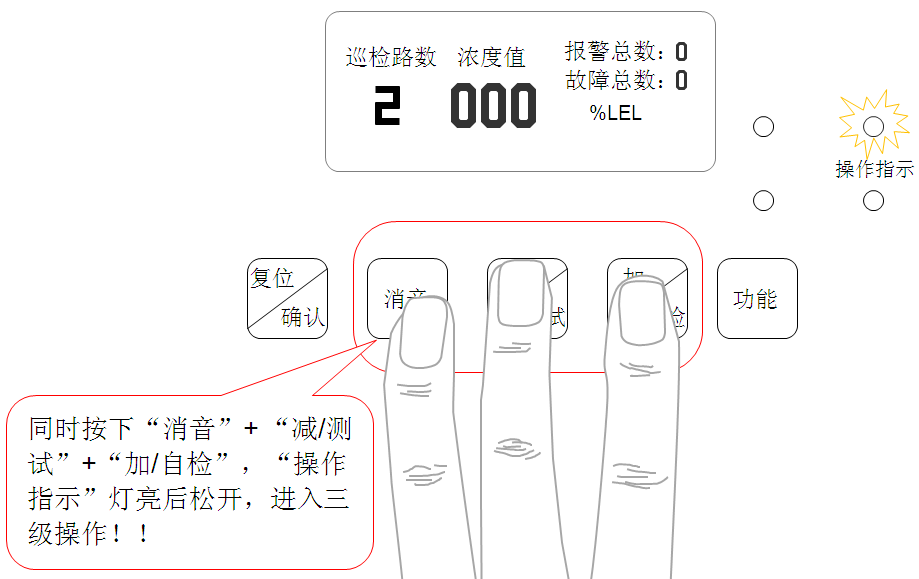 巡检路数 浓度值 报警总数：0
故障总数：0
2 000 %LEL
操作指示
复位
确认
消音
试
加
检
功能
同时按下“消音”+“减/测
试”+“加/自检”，“操作
指示”灯亮后松开，进入三
级操作！！